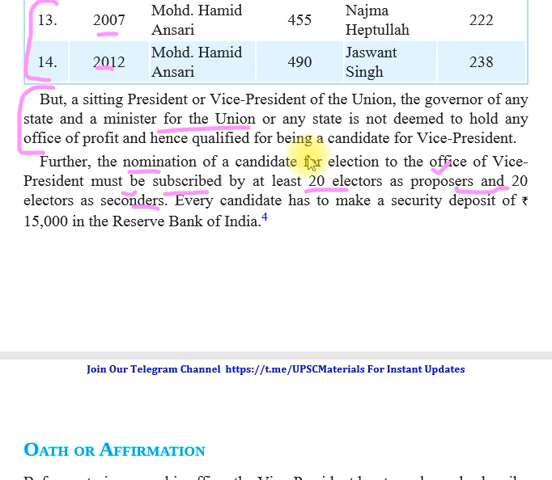 13. 2007 Mohd. Hamid Ansari 455 Najma Heptullah 222
14. 2012 Mohd. Hamid Ansari 490 Jaswant Singh 238
But, a sitting President or Vice-President of the Union, the governor of any
state and a minister for the Union or any state is not deemed to hold any
office of profit and hence qualified for being a candidate for Vice-President.
Further, the nomination of a candidate for election to the office of Vice-
President must be subscribed by at least 20 electors as proposers and 20
electors as seconders. Every candidate has to make a security deposit of ₹
15,000 in the Reserve Bank of India.4
Join Our Telegram Channel https://t.me/UPSCMaterials For Instant Updates
OATH OR AFFIRMATION